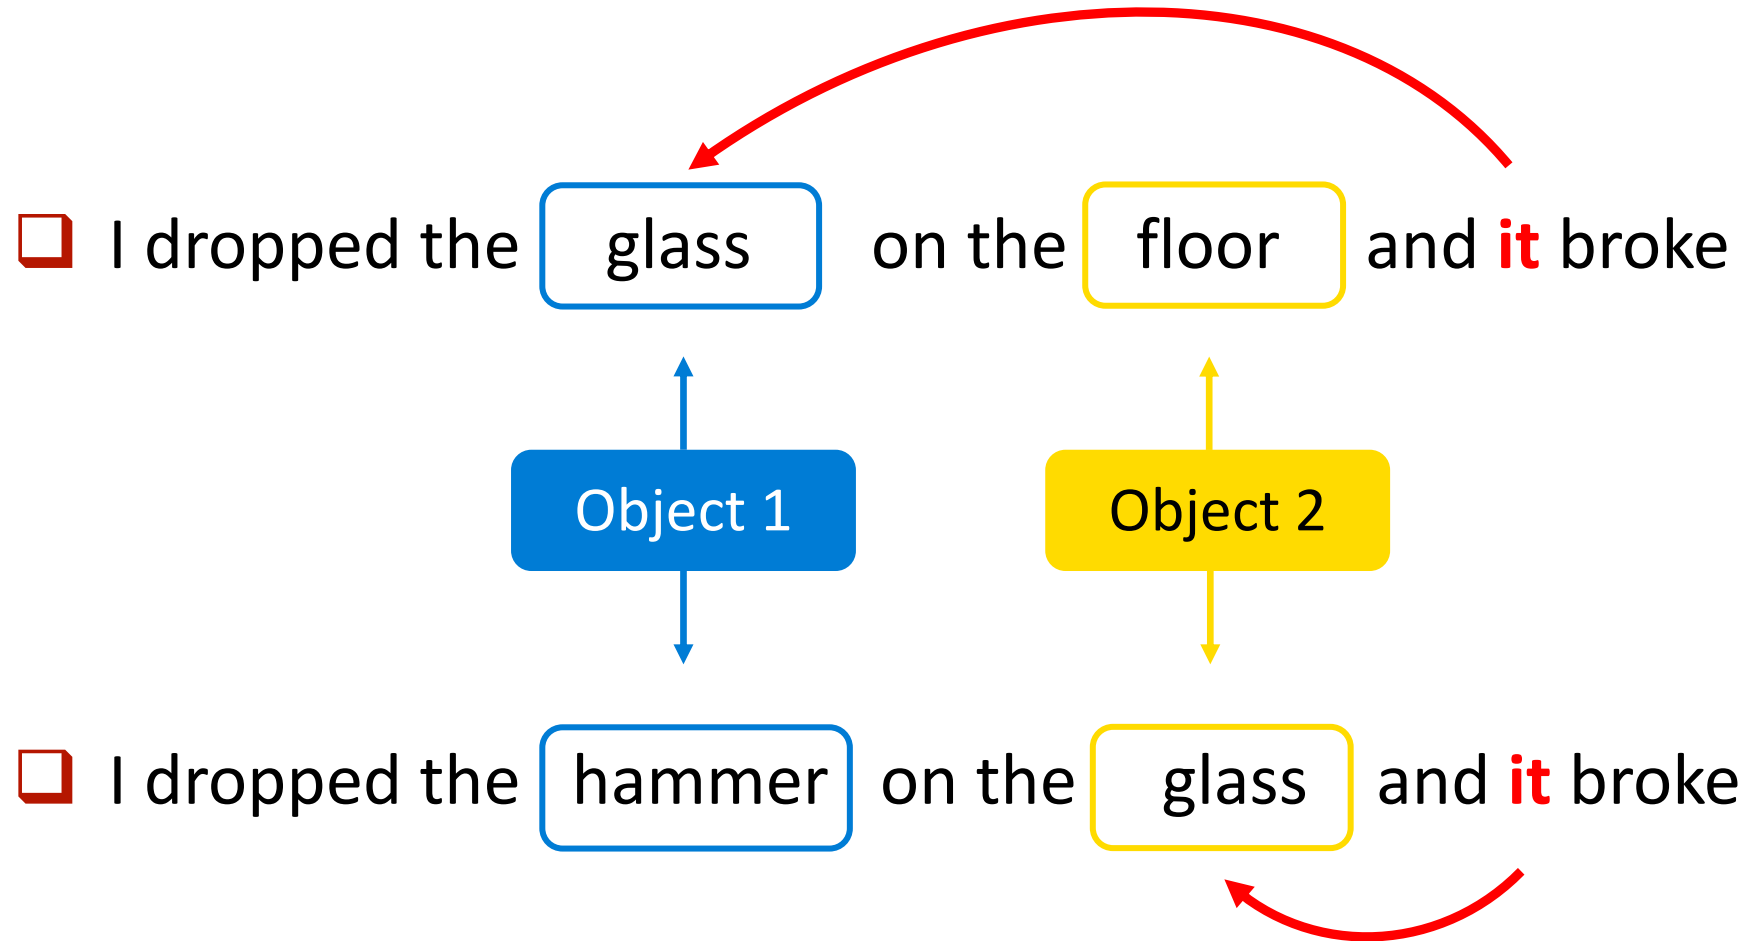 I dropped the glass on the floor and it broke
Object 1 Object 2
I dropped the hammer on the glass and it broke